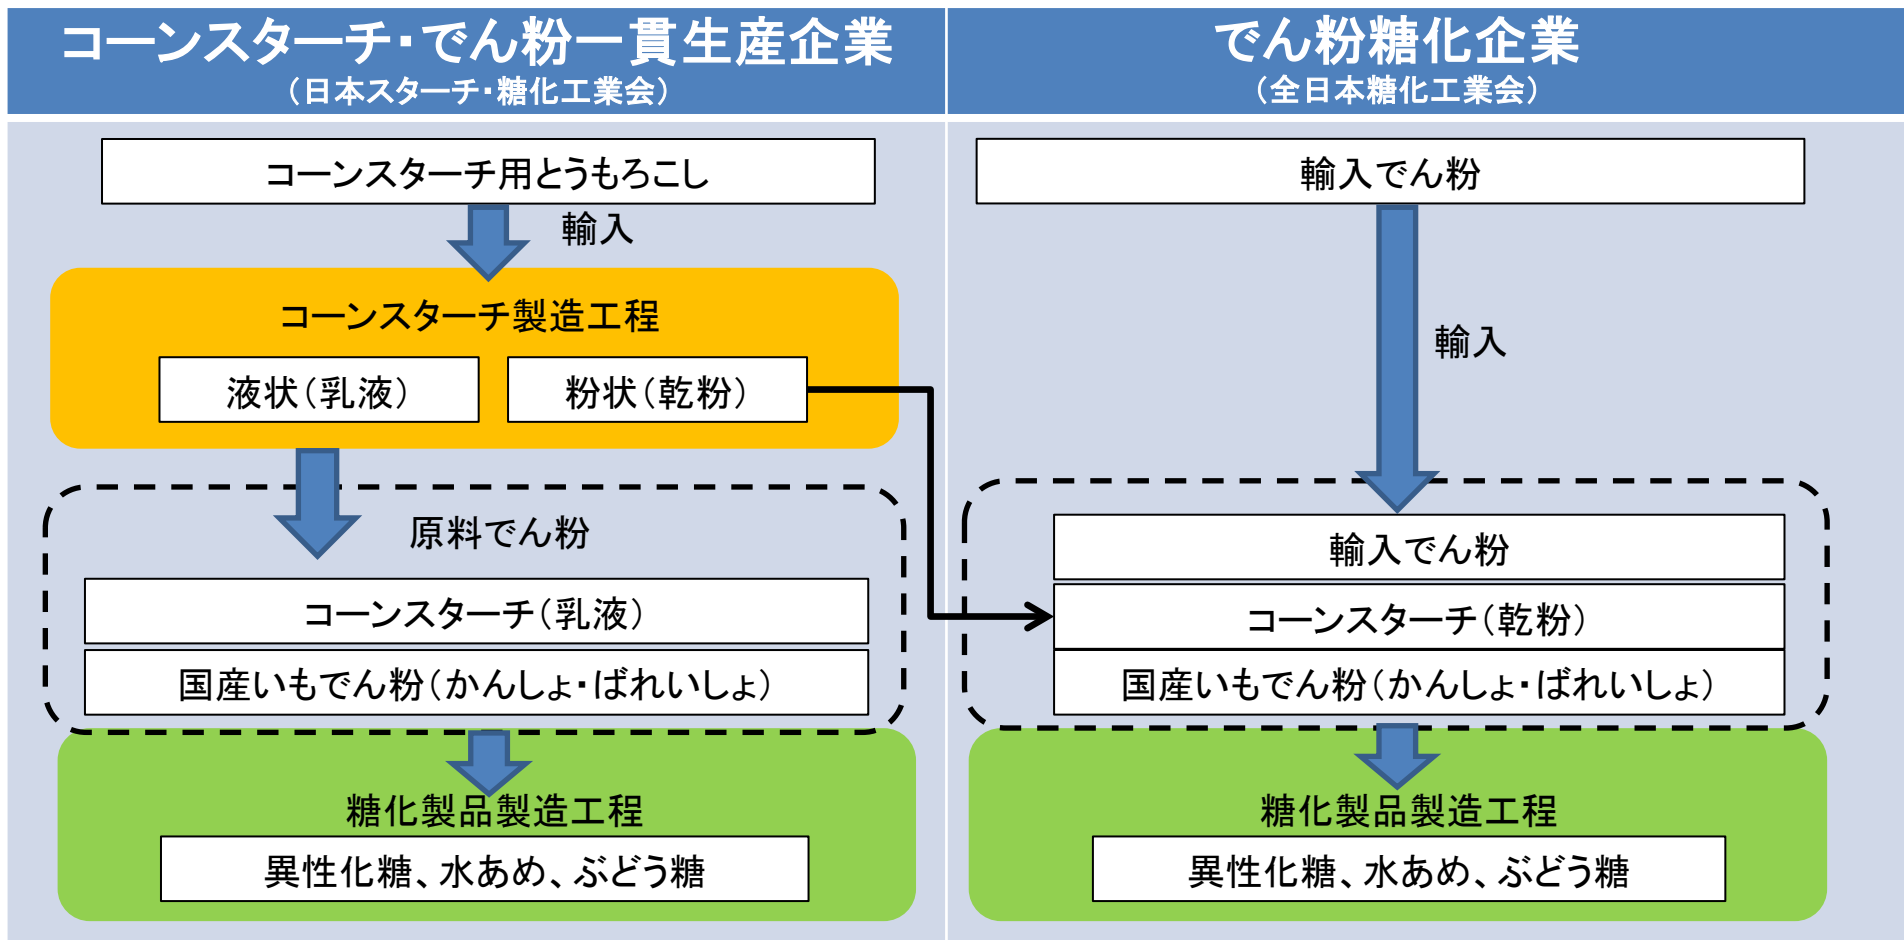 コーンスターチ・でん粉一貫生産企業
（日本スターチ・糖化工業会）
コーンスターチ用とうもろこし
輸入
コーンスターチ製造工程
液状（乳液）
粉状（乾粉）
原料でん粉
コーンスターチ（乳液）
国産いもでん粉（かんしょ・ばれいしょ）
糖化製品製造工程
異性化糖、水あめ、ぶどう糖
でん粉糖化企業
（全日本糖化工業会）
輸入でん粉
輸入
輸入でん粉
コーンスターチ（乾粉）
国産いもでん粉（かんしょ・ばれいしょ）
糖化製品製造工程
異性化糖、水あめ、ぶどう糖